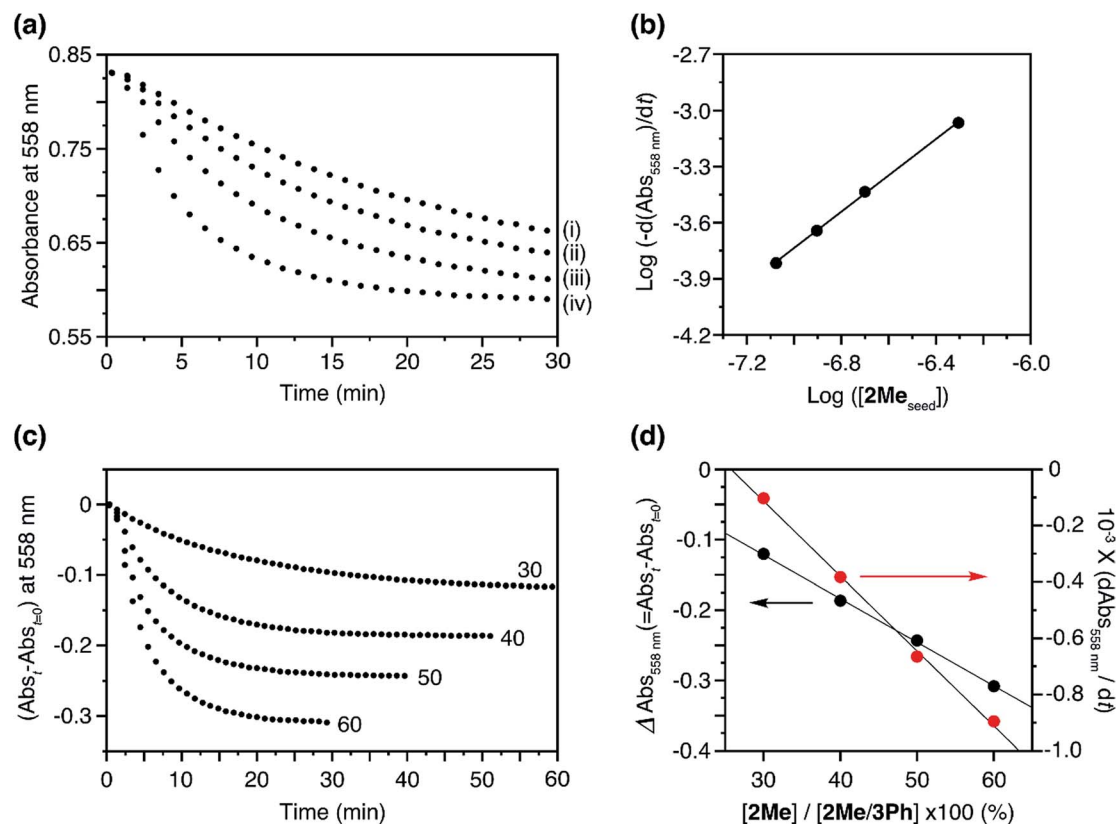 (a)
0.85
0.75
0.65
0.55
Absorbance at 558 nm
(i)
(ii)
(iii)
(iv)
0 5 10 15 20 25 30
Time (min)
(b)
-2.7
-3.0
-3.3
-3.6
-3.9
-4.2
Log (-d(Abs558 nm)/dt)
-7.2 -6.8 -6.4 -6.0
Log ([2Meseed])
(c)
0
-0.1
-0.2
-0.3
(Abst-Abst=0) at 558 nm
30
40
50
60
0 10 20 30 40 50 60
Time (min)
(d)
0
-0.1
-0.2
-0.3
-0.4
Δ Abs558 nm(=Abst-Abst=0)
0
-0.2
-0.4
-0.6
-0.8
-1.0
10-3 X (dAbs558 nm / dt)
30 40 50 60
[2Me] / [2Me/3Ph] x100 (%)